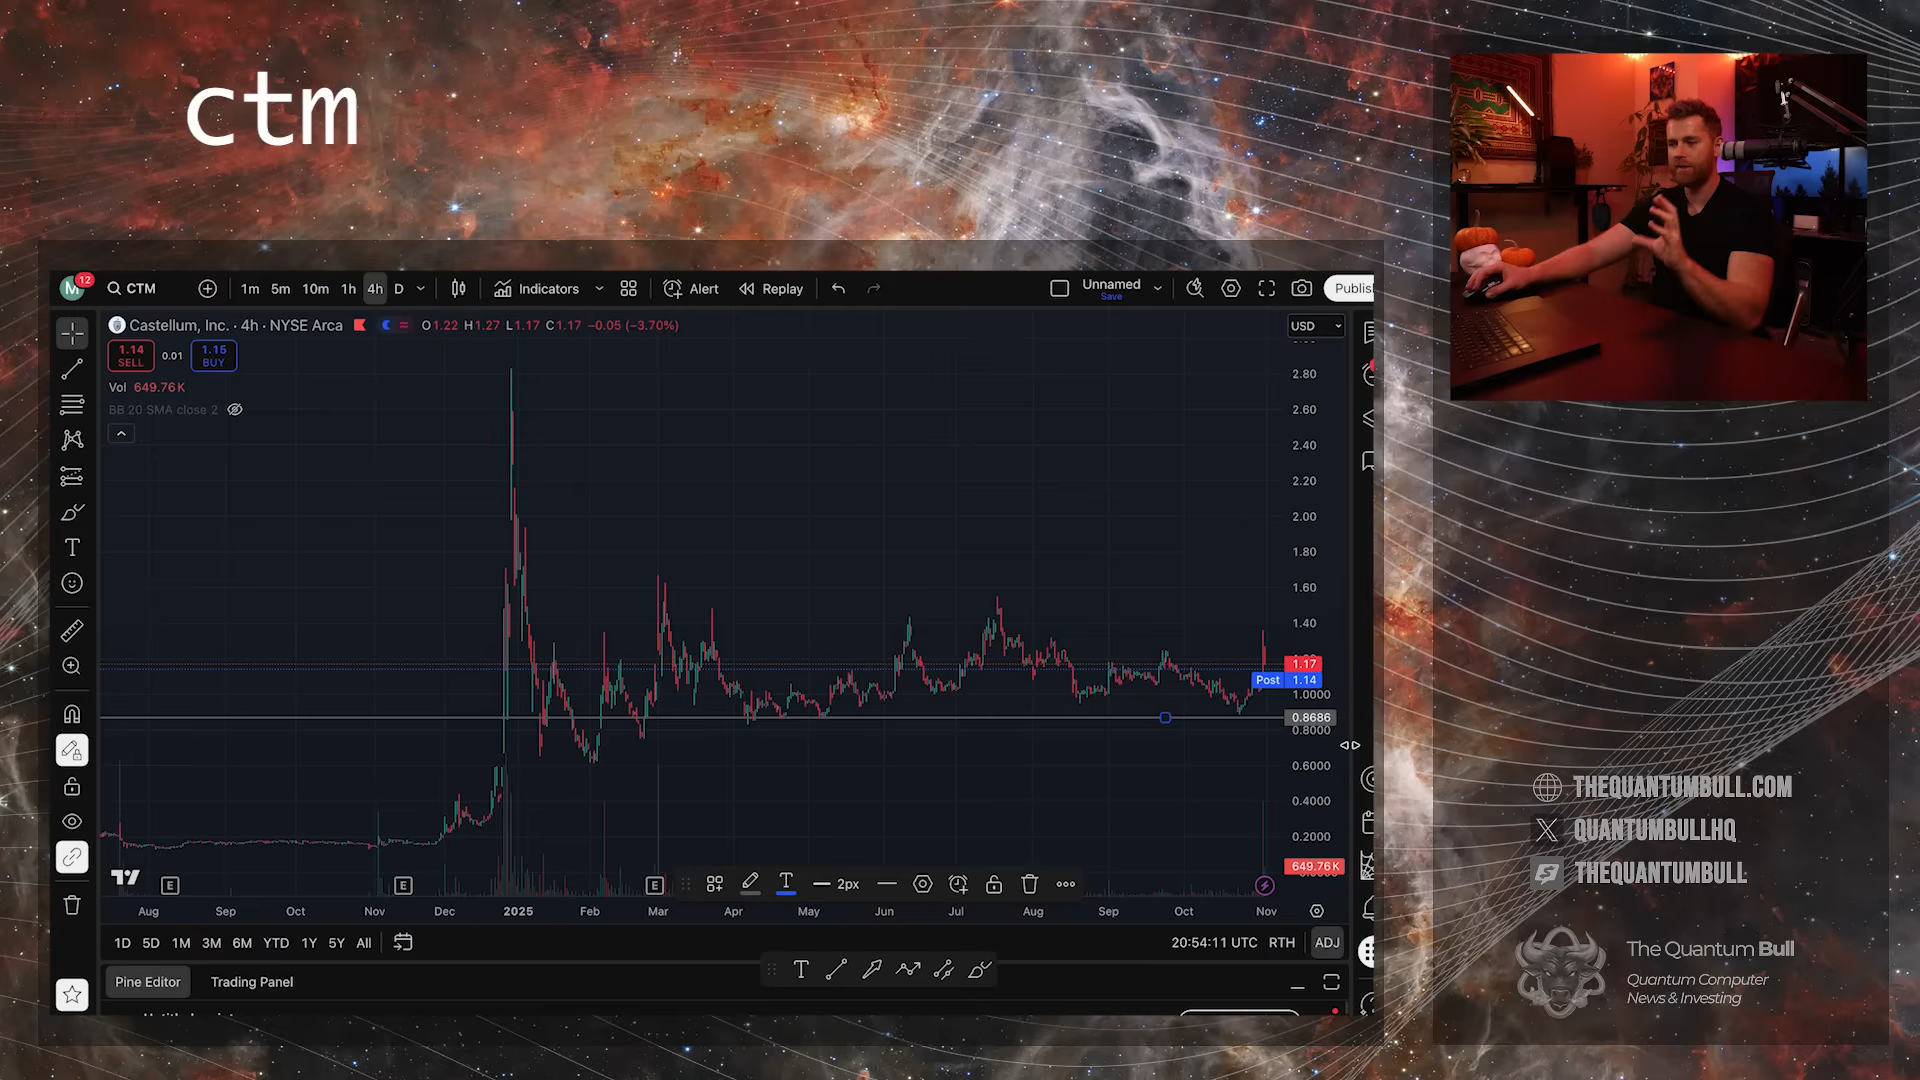 ctm
M 12 CTM 1m 5m 10m 1h 4h D Indicators Alert Replay Unnamed Publis
Save
Castellum, Inc. · 4h · NYSE Arca O1.22 H1.27 L1.17 C1.17 −0.05 (−3.70%) USD
1.14 SELL 0.01 1.15 BUY
Vol 649.76K
BB 20 SMA close 2
2.80
2.60
2.40
2.20
2.00
1.80
1.60
1.40
1.17
Post 1.14
1.0000
0.8686
0.8000
0.6000
0.4000
0.2000
649.76K
E E E 2px
Aug Sep Oct Nov Dec 2025 Feb Mar Apr May Jun Jul Aug Sep Oct Nov
1D 5D 1M 3M 6M YTD 1Y 5Y All 20:54:11 UTC RTH ADJ
Pine Editor Trading Panel
THEQUANTUMBULL.COM
QUANTUMBULLHQ
THEQUANTUMBULL
The Quantum Bull
Quantum Computer
News & Investing